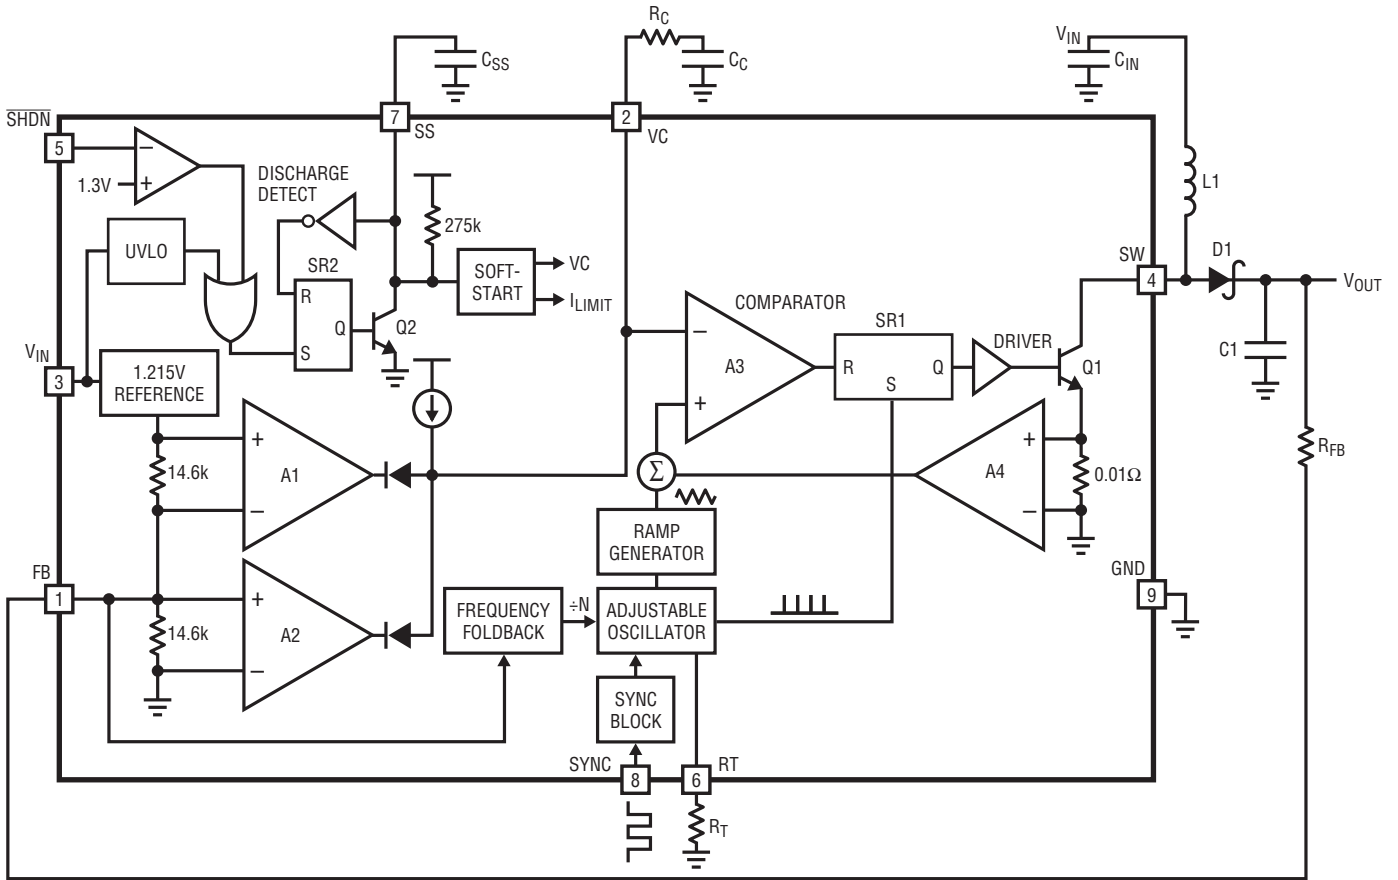 R_C
C_SS
C_C
V_IN
C_IN
SHDN
7
SS
2
VC
5
−
1.3V
+
DISCHARGE
DETECT
275k
L1
UVLO
SR2
R
Q
S
SOFT-
START
VC
I_LIMIT
Q2
COMPARATOR
−
A3
+
SR1
R
S
Q
DRIVER
Q1
SW
4
D1
V_OUT
C1
V_IN
3
1.215V
REFERENCE
+
14.6k
A1
−
Σ
A4
+
−
0.01Ω
R_FB
RAMP
GENERATOR
FB
1
+
14.6k
A2
−
FREQUENCY
FOLDBACK
÷N
ADJUSTABLE
OSCILLATOR
GND
9
SYNC
BLOCK
SYNC
8
6
RT
R_T